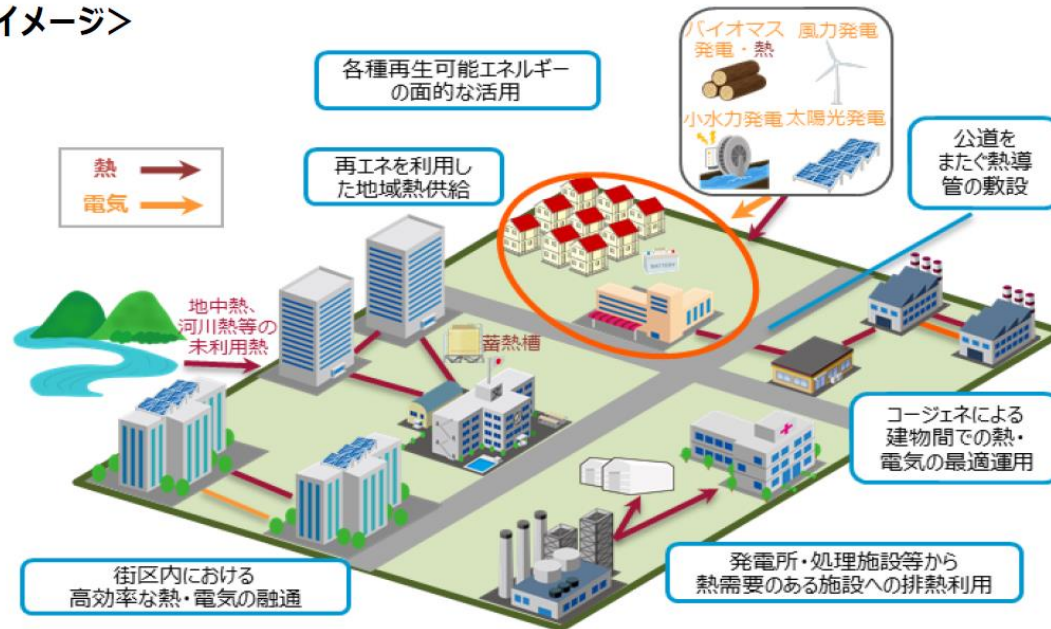 イメージ＞
各種再生可能エネルギー
の面的な活用
バイオマス
発電・熱
風力発電
小水力発電
太陽光発電
公道を
またぐ熱導
管の敷設
熱
電気
再エネを利用し
た地域熱供給
BATTERY
地中熱、
河川熱等の
未利用熱
蓄熱槽
コージェネによる
建物間での熱・
電気の最適運用
街区内における
高効率な熱・電気の融通
発電所・処理施設等から
熱需要のある施設への排熱利用